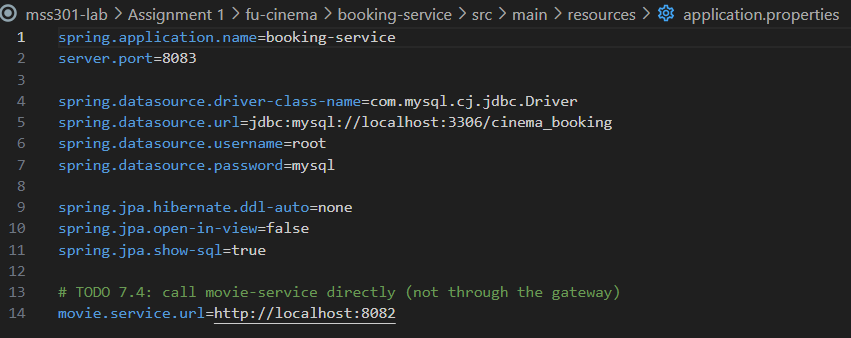 mss301-lab > Assignment 1 > fu-cinema > booking-service > src > main > resources > application.properties
1 spring.application.name=booking-service
2 server.port=8083
3
4 spring.datasource.driver-class-name=com.mysql.cj.jdbc.Driver
5 spring.datasource.url=jdbc:mysql://localhost:3306/cinema_booking
6 spring.datasource.username=root
7 spring.datasource.password=mysql
8
9 spring.jpa.hibernate.ddl-auto=none
10 spring.jpa.open-in-view=false
11 spring.jpa.show-sql=true
12
13 # TODO 7.4: call movie-service directly (not through the gateway)
14 movie.service.url=http://localhost:8082